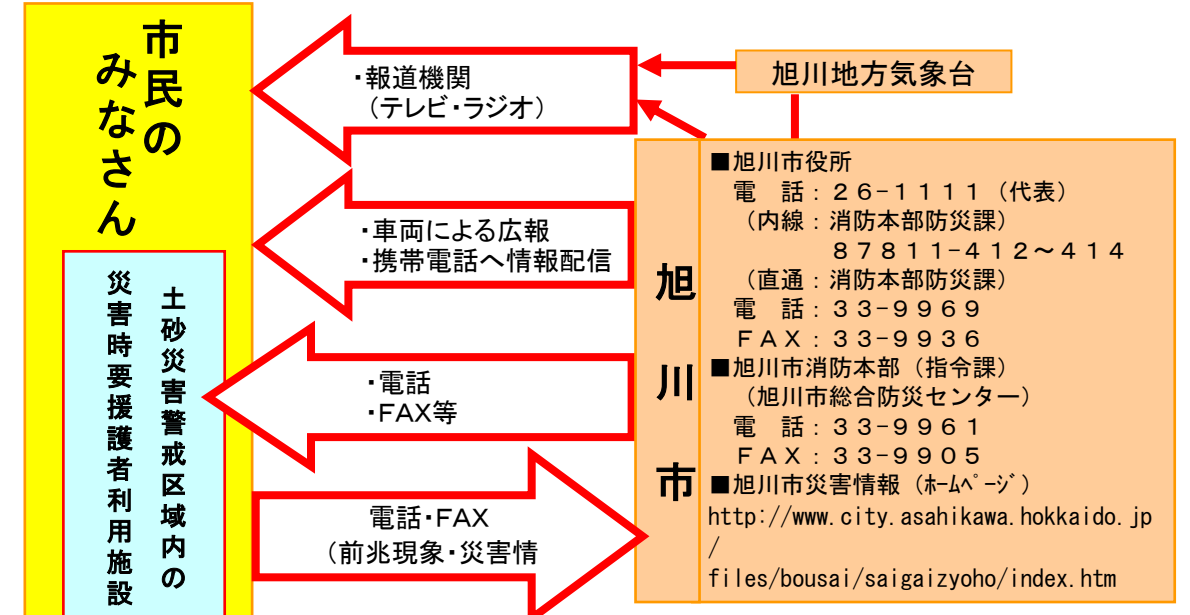 市民の
みなさん
土砂災害警戒区域内の
災害時要援護者利用施設
・報道機関
（テレビ・ラジオ）
・車両による広報
・携帯電話へ情報配信
・電話
・FAX等
電話・FAX
（前兆現象・災害情
旭川地方気象台
旭川市
■旭川市役所
電　話：２６-１１１１（代表）
（内線：消防本部防災課）
８７８１１-４１２～４１４
（直通：消防本部防災課）
電　話：３３-９９６９
ＦＡＸ：３３-９９３６
■旭川市消防本部（指令課）
（旭川市総合防災センター）
電　話：３３-９９６１
ＦＡＸ：３３-９９０５
■旭川市災害情報（ﾎｰﾑﾍﾟｰｼﾞ）
http://www.city.asahikawa.hokkaido.jp
/
files/bousai/saigaizyoho/index.htm